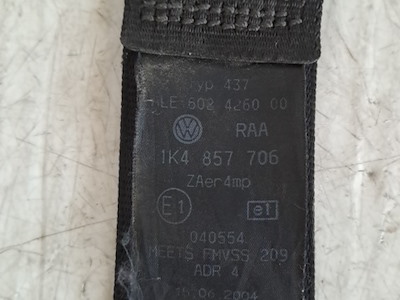 Typ 437
LE 602 4260 00
RAA
1K4 857 706
ZAer4mp
E1 e1
040554
MEETS FMVSS 209
ADR 4
15.06.2004